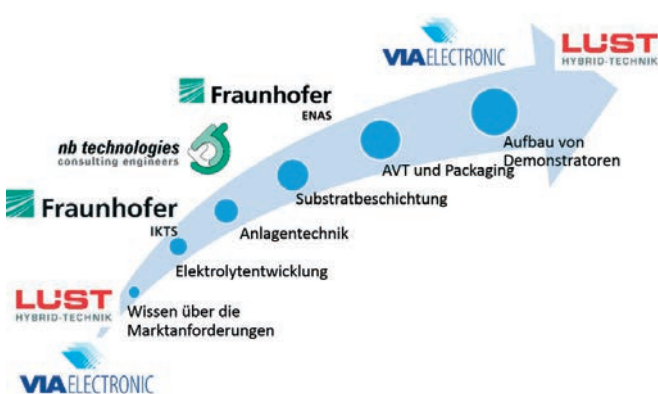 VIAELECTRONIC
LUST
HYBRID-TECHNIK
Fraunhofer
ENAS
Aufbau von
Demonstratoren
nb technologies
consulting engineers
AVT und Packaging
Substratbeschichtung
Fraunhofer
IKTS
Anlagentechnik
Elektrolytentwicklung
LUST
HYBRID-TECHNIK
Wissen über die
Marktanforderungen
VIAELECTRONIC